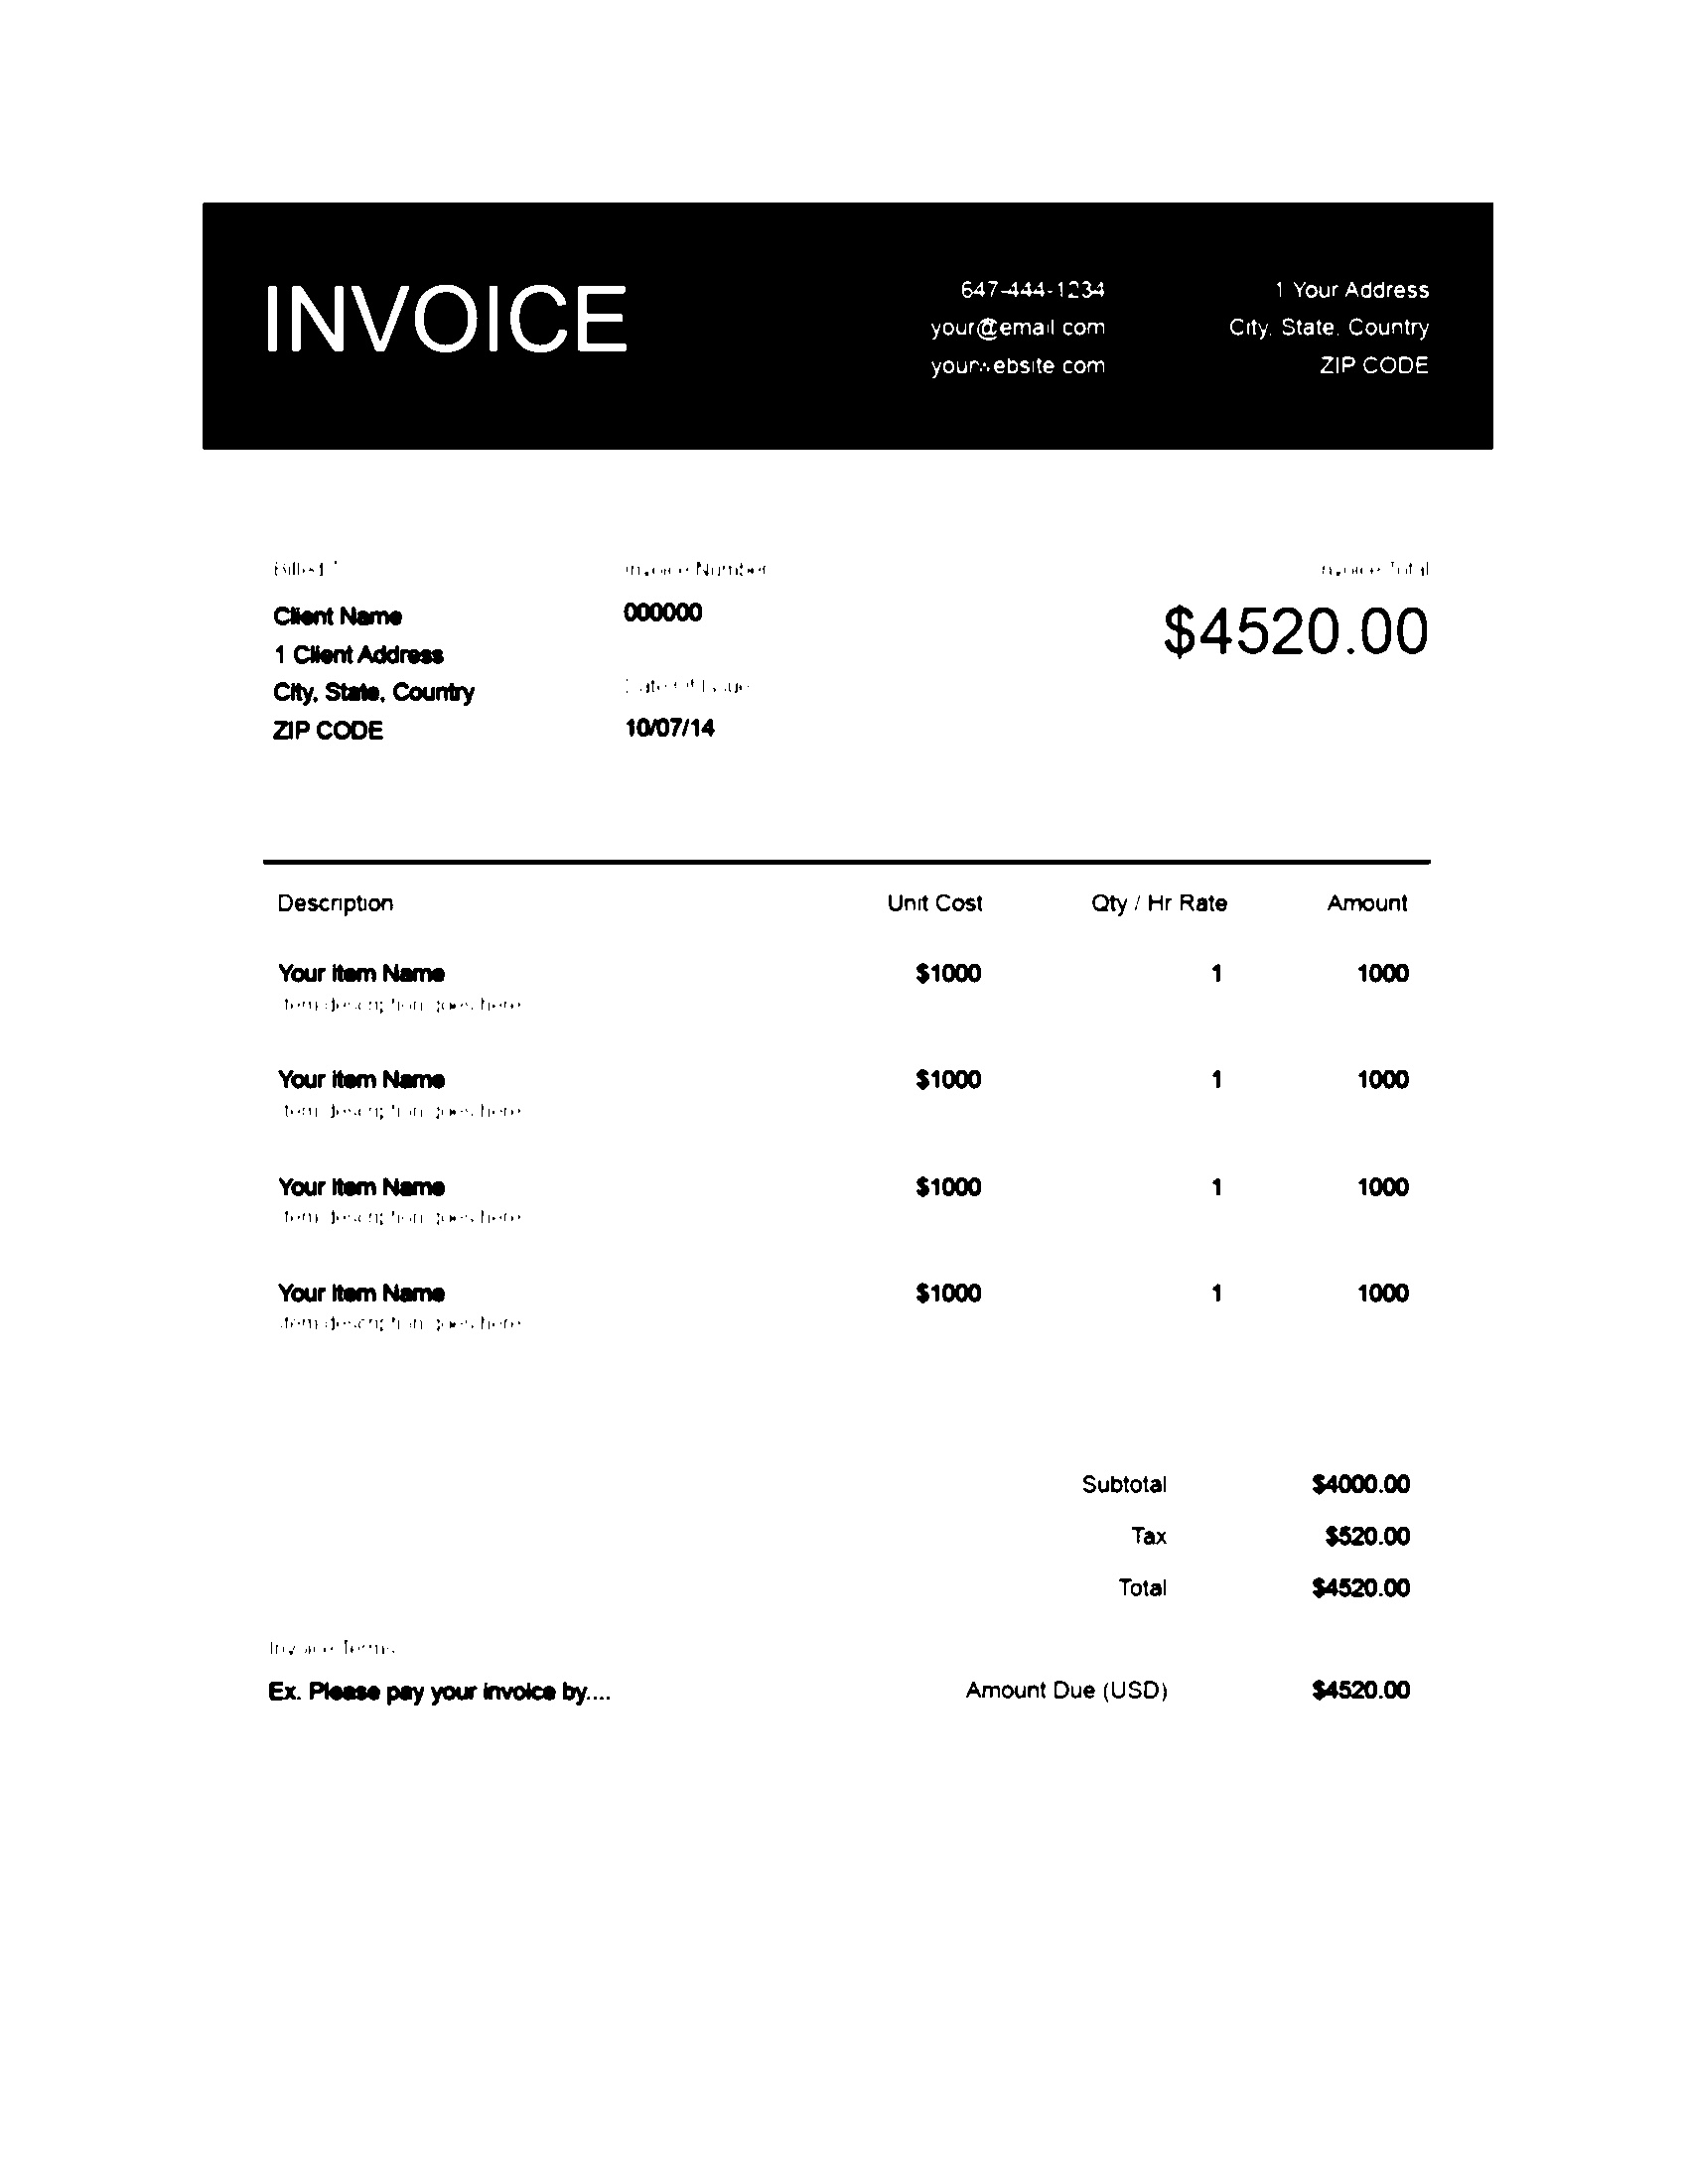 INVOICE
647-444-1234
your@email com
yourwebsite com
1 Your Address
City, State, Country
ZIP CODE
Billed
Client Name
1 Client Address
City, State, Country
ZIP CODE
Invoice Number
000000
Date Of Issue
10/07/14
Invoice Total
$4520.00
Description Unit Cost Qty / Hr Rate Amount
Your Item Name $1000 1 1000
Item description goes here
Your Item Name $1000 1 1000
Item description goes here
Your Item Name $1000 1 1000
Item description goes here
Your Item Name $1000 1 1000
Item description goes here
Subtotal $4000.00
Tax $520.00
Total $4520.00
Invoice Terms
Ex. Please pay your invoice by....
Amount Due (USD) $4520.00